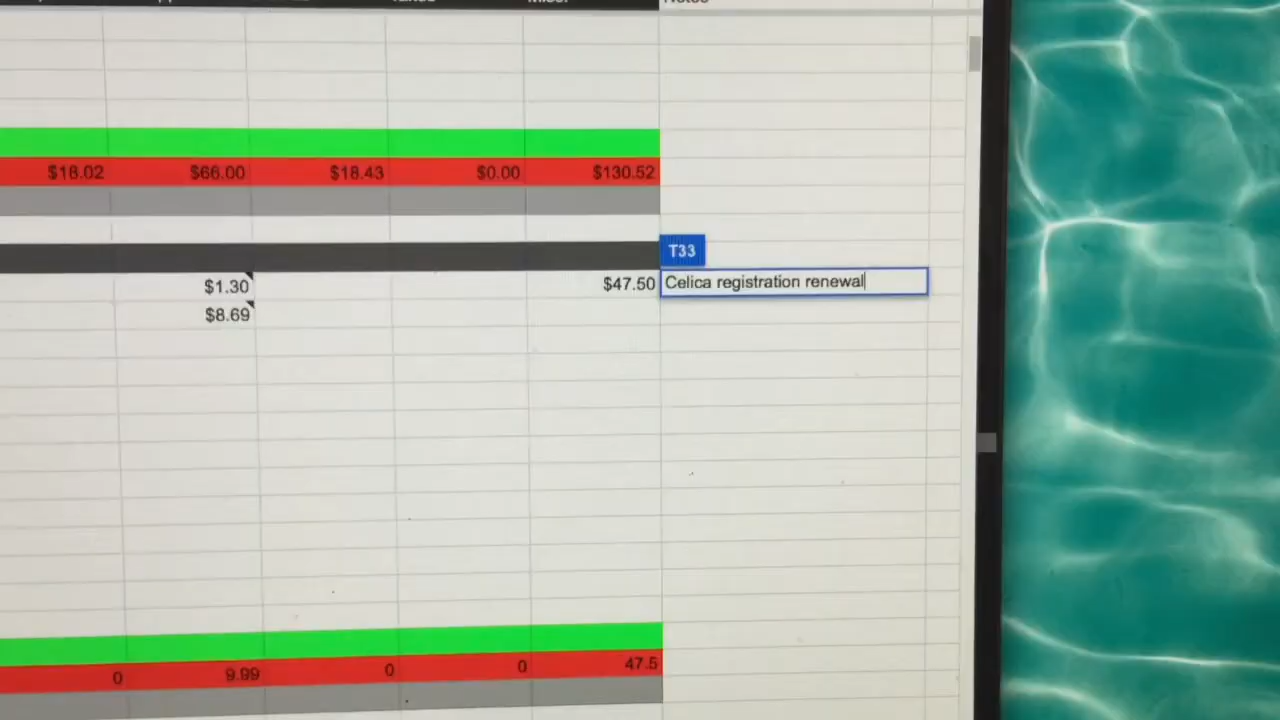 Notes
$18.02 $66.00 $18.43 $0.00 $130.52
T33
$1.30 $47.50 Celica registration renewal
$8.69
0 9.99 0 0 47.5